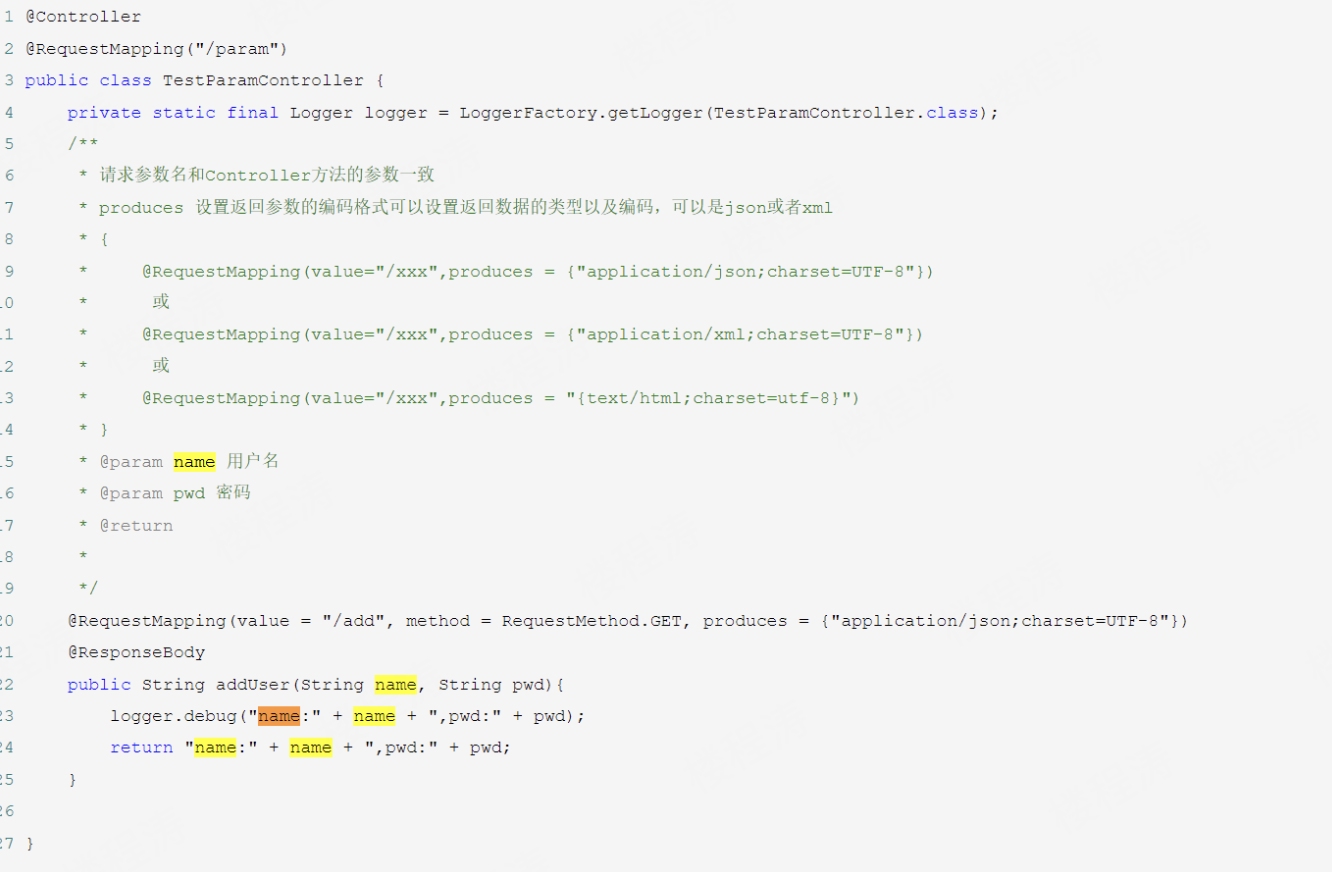 1 @Controller
2 @RequestMapping("/param")
3 public class TestParamController {
4 private static final Logger logger = LoggerFactory.getLogger(TestParamController.class);
5 /**
6 * 请求参数名和Controller方法的参数一致
7 * produces 设置返回参数的编码格式可以设置返回数据的类型以及编码，可以是json或者xml
8 * {
9 * @RequestMapping(value="/xxx",produces = {"application/json;charset=UTF-8"})
10 * 或
11 * @RequestMapping(value="/xxx",produces = {"application/xml;charset=UTF-8"})
12 * 或
13 * @RequestMapping(value="/xxx",produces = "{text/html;charset=utf-8}")
14 * }
15 * @param name 用户名
16 * @param pwd 密码
17 * @return
18 *
19 */
20 @RequestMapping(value = "/add", method = RequestMethod.GET, produces = {"application/json;charset=UTF-8"})
21 @ResponseBody
22 public String addUser(String name, String pwd){
23 logger.debug("name:" + name + ",pwd:" + pwd);
24 return "name:" + name + ",pwd:" + pwd;
25 }
26
27 }